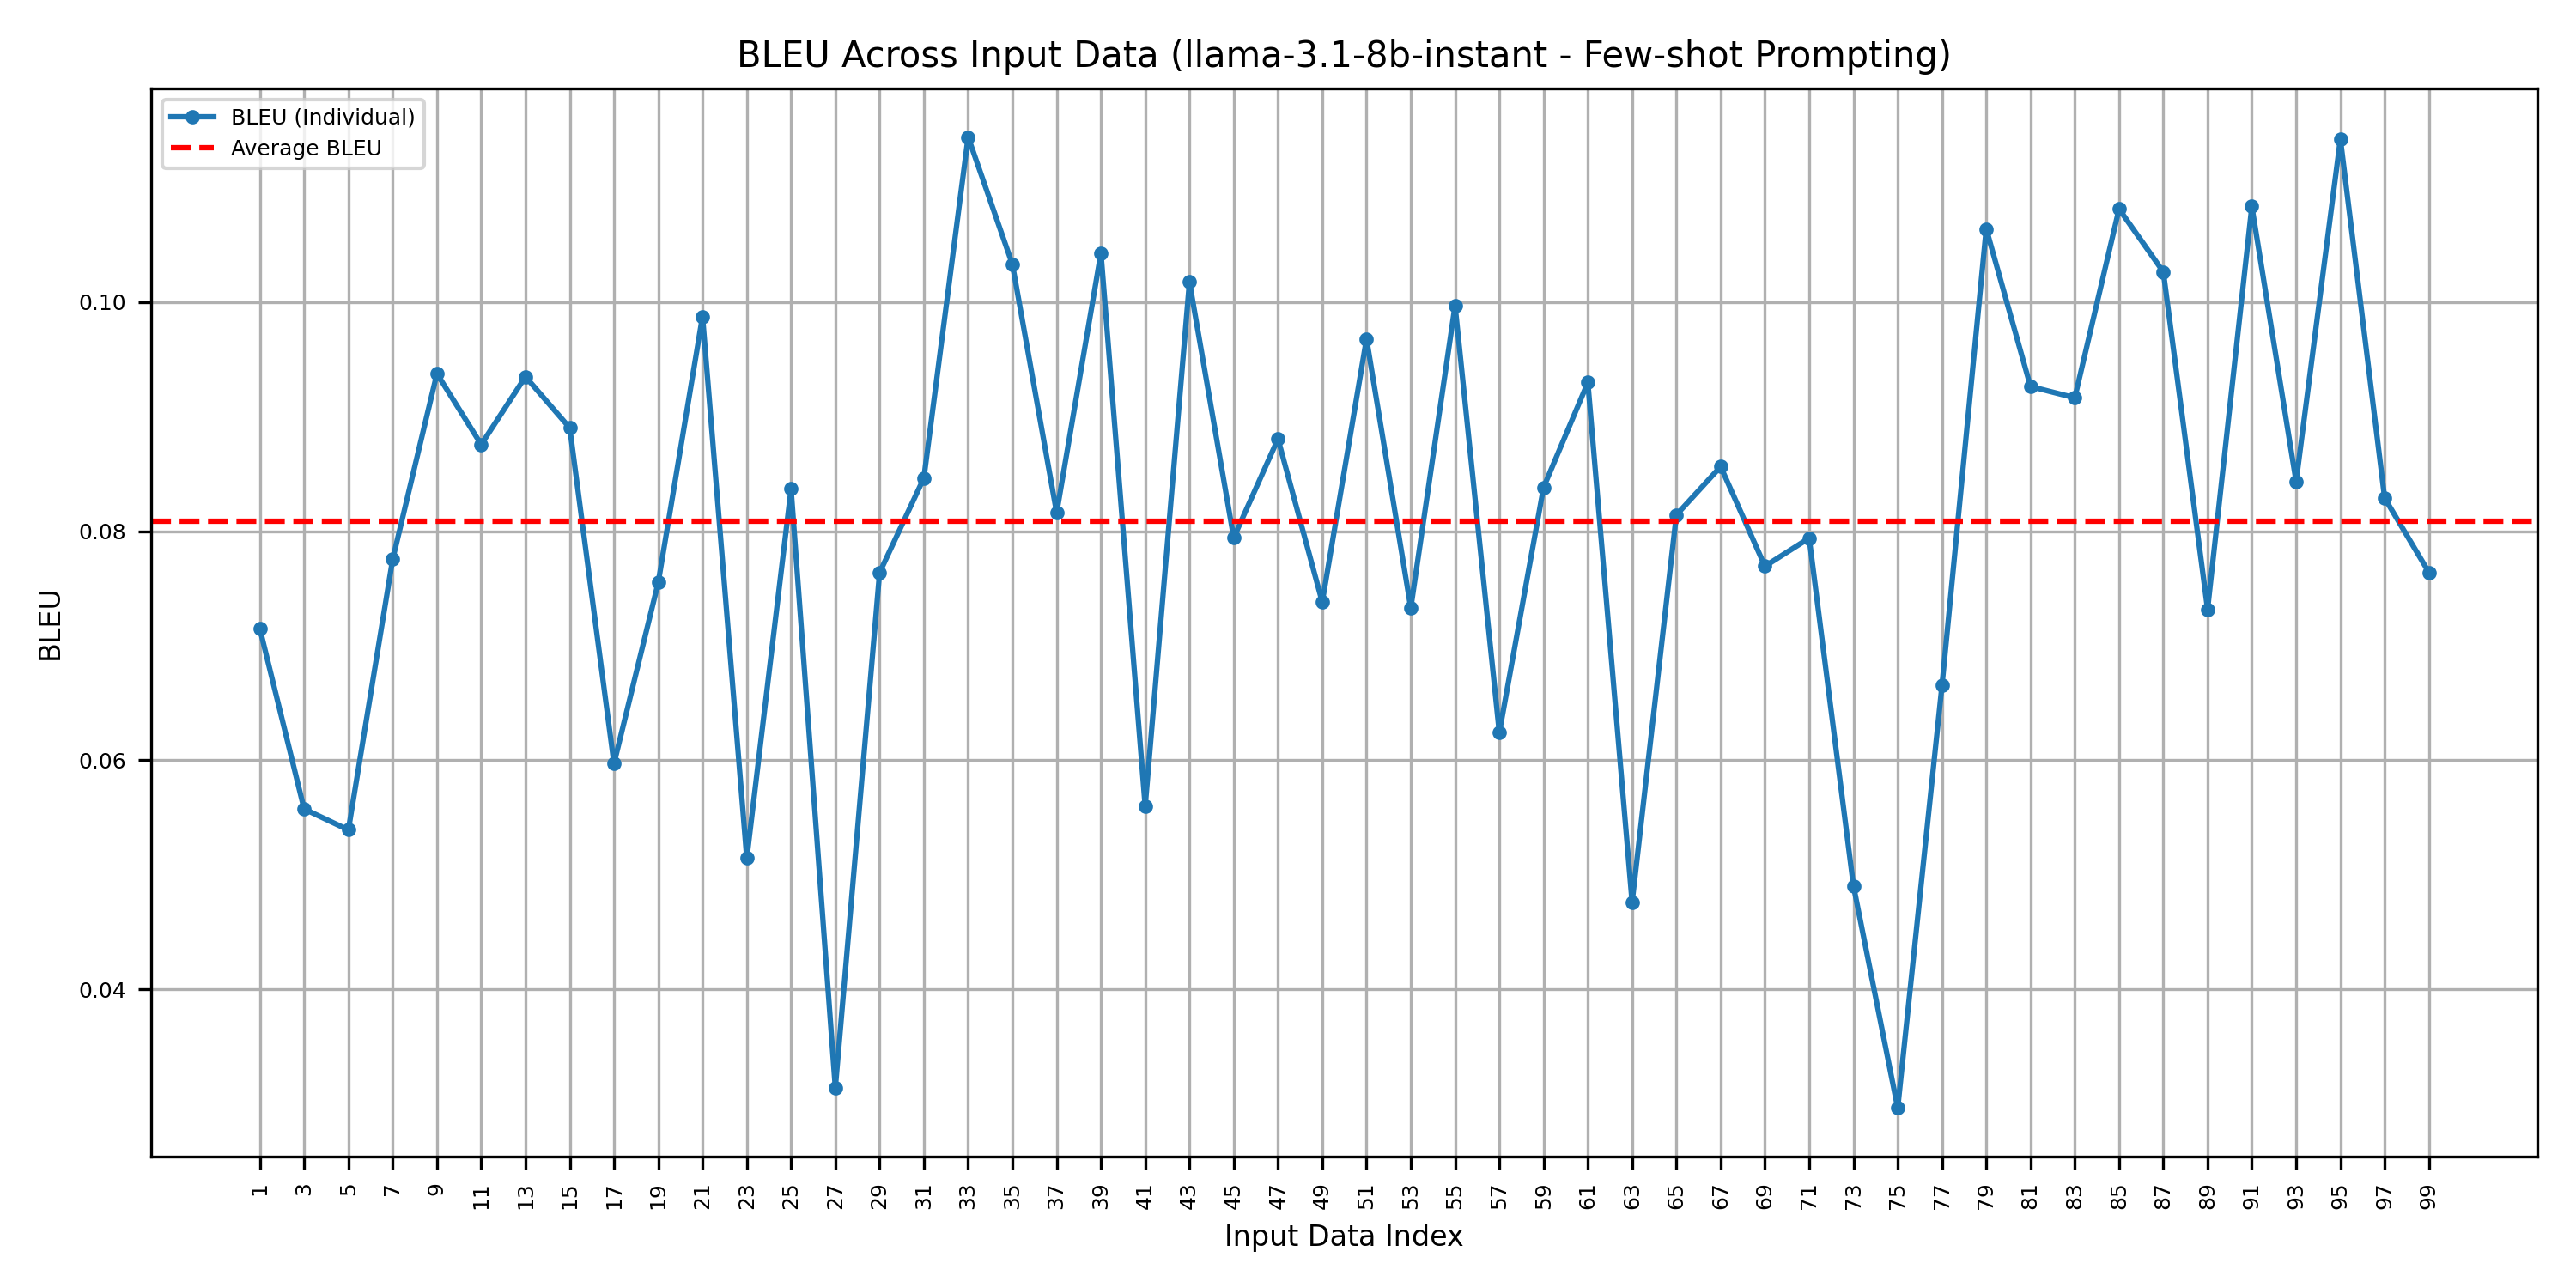 BLEU Across Input Data (llama-3.1-8b-instant - Few-shot Prompting)
BLEU (Individual)
Average BLEU
BLEU
0.10
0.08
0.06
0.04
1 3 5 7 9 11 13 15 17 19 21 23 25 27 29 31 33 35 37 39 41 43 45 47 49 51 53 55 57 59 61 63 65 67 69 71 73 75 77 79 81 83 85 87 89 91 93 95 97 99
Input Data Index